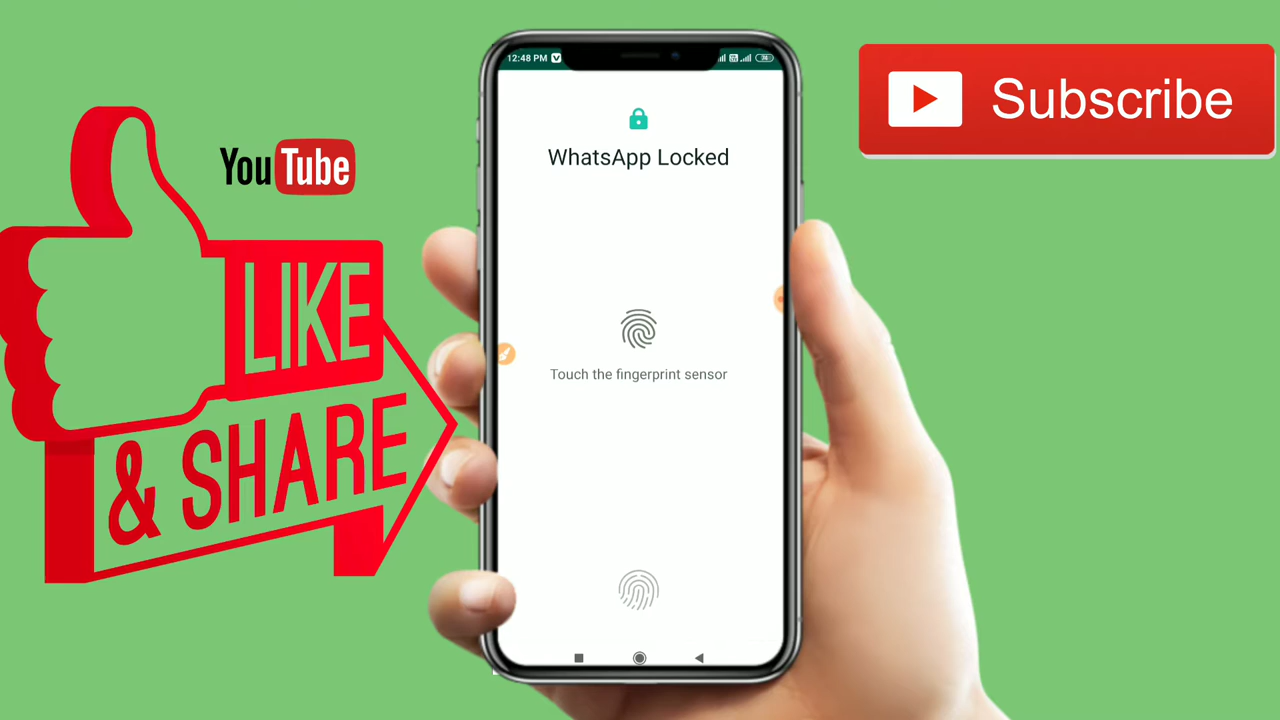 12:48 PM
WhatsApp Locked
Touch the fingerprint sensor
YouTube
LIKE
& SHARE
Subscribe